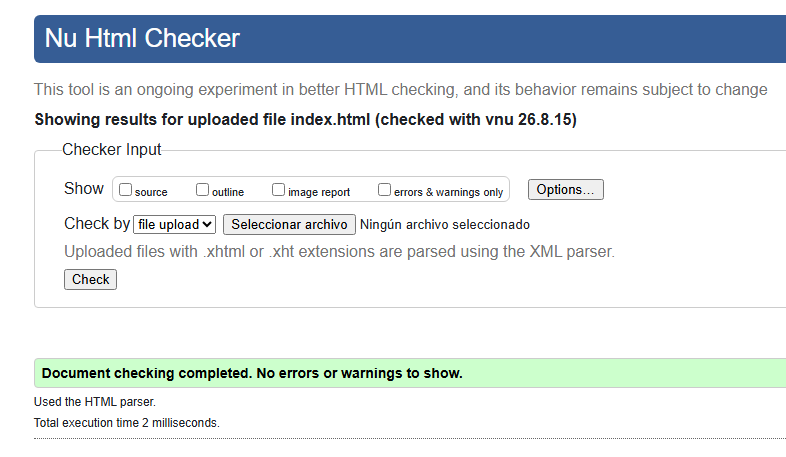 Nu Html Checker
This tool is an ongoing experiment in better HTML checking, and its behavior remains subject to change
Showing results for uploaded file index.html (checked with vnu 26.8.15)
Checker Input
Show source outline image report errors & warnings only Options...
Check by file upload Seleccionar archivo Ningún archivo seleccionado
Uploaded files with .xhtml or .xht extensions are parsed using the XML parser.
Check
Document checking completed. No errors or warnings to show.
Used the HTML parser.
Total execution time 2 milliseconds.